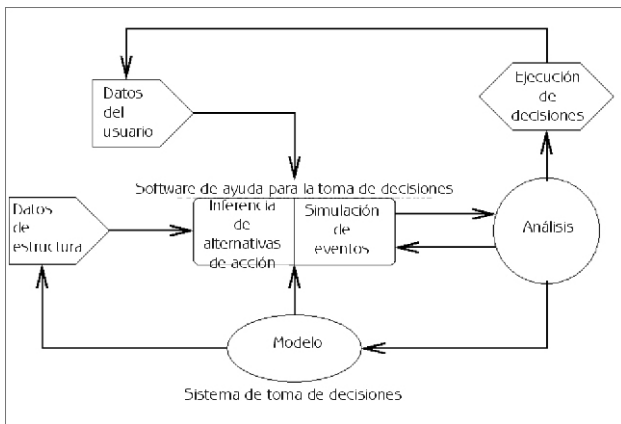 Datos
del
usuario
Ejecución
de
decisiones
Software de ayuda para la toma de decisiones
Datos
de
estructura
Inferencia
de
alternativas
de acción
Simulación
de
eventos
Análisis
Modelo
Sistema de toma de decisiones